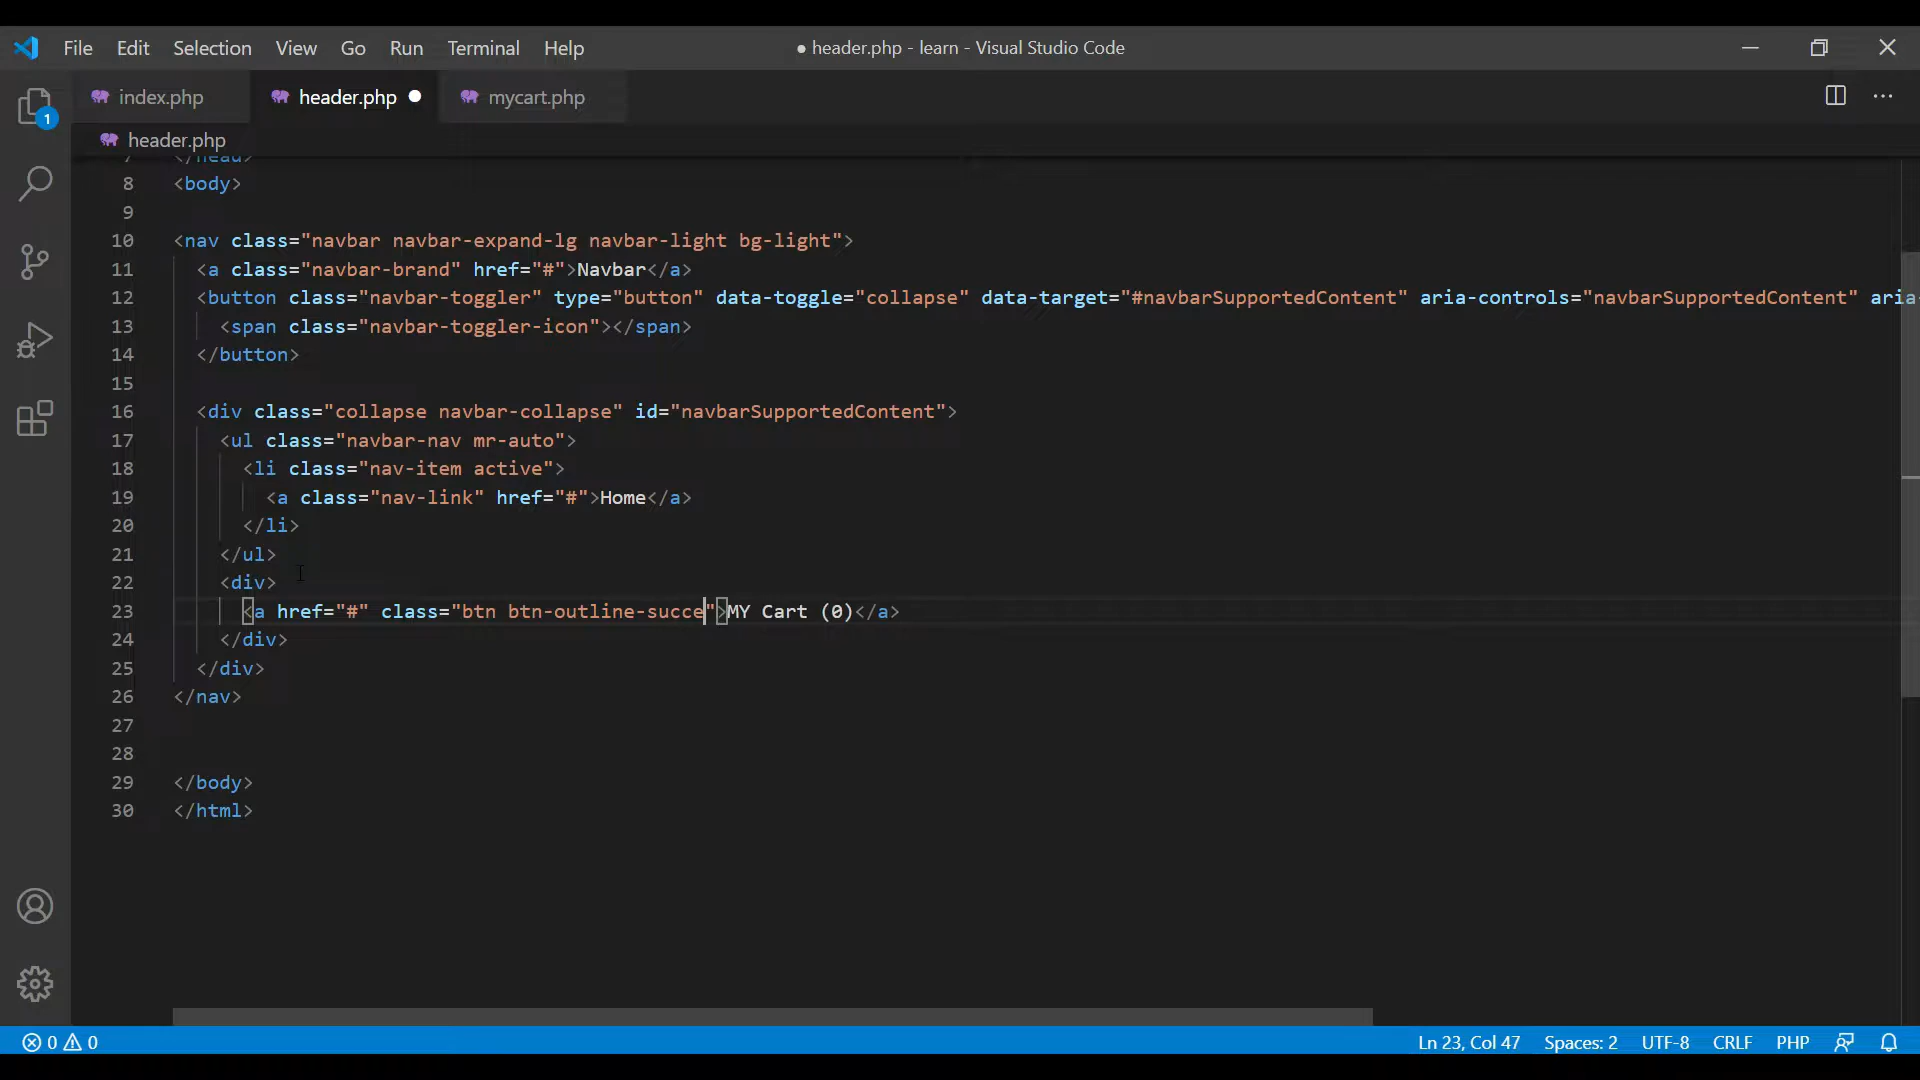 File Edit Selection View Go Run Terminal Help ● header.php - learn - Visual Studio Code
index.php header.php mycart.php
1
header.php
7 </head>
8 <body>
9
10 <nav class="navbar navbar-expand-lg navbar-light bg-light">
11 <a class="navbar-brand" href="#">Navbar</a>
12 <button class="navbar-toggler" type="button" data-toggle="collapse" data-target="#navbarSupportedContent" aria-controls="navbarSupportedContent" aria-
13 <span class="navbar-toggler-icon"></span>
14 </button>
15
16 <div class="collapse navbar-collapse" id="navbarSupportedContent">
17 <ul class="navbar-nav mr-auto">
18 <li class="nav-item active">
19 <a class="nav-link" href="#">Home</a>
20 </li>
21 </ul>
22 <div>
23 <a href="#" class="btn btn-outline-succe">MY Cart (0)</a>
24 </div>
25 </div>
26 </nav>
27
28
29 </body>
30 </html>
0 0 Ln 23, Col 47 Spaces: 2 UTF-8 CRLF PHP